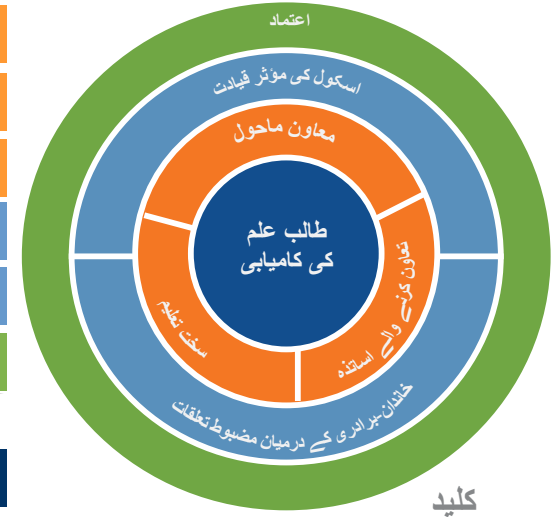 اعتماد
اسکول کی مؤثر قیادت
معاون ماحول
طالب علم
کی کامیابی
تعاون کرنے والے اساتذہ
سخت تعلیم
خاندان-برادری کے درمیان مضبوط تعلقات
کلید